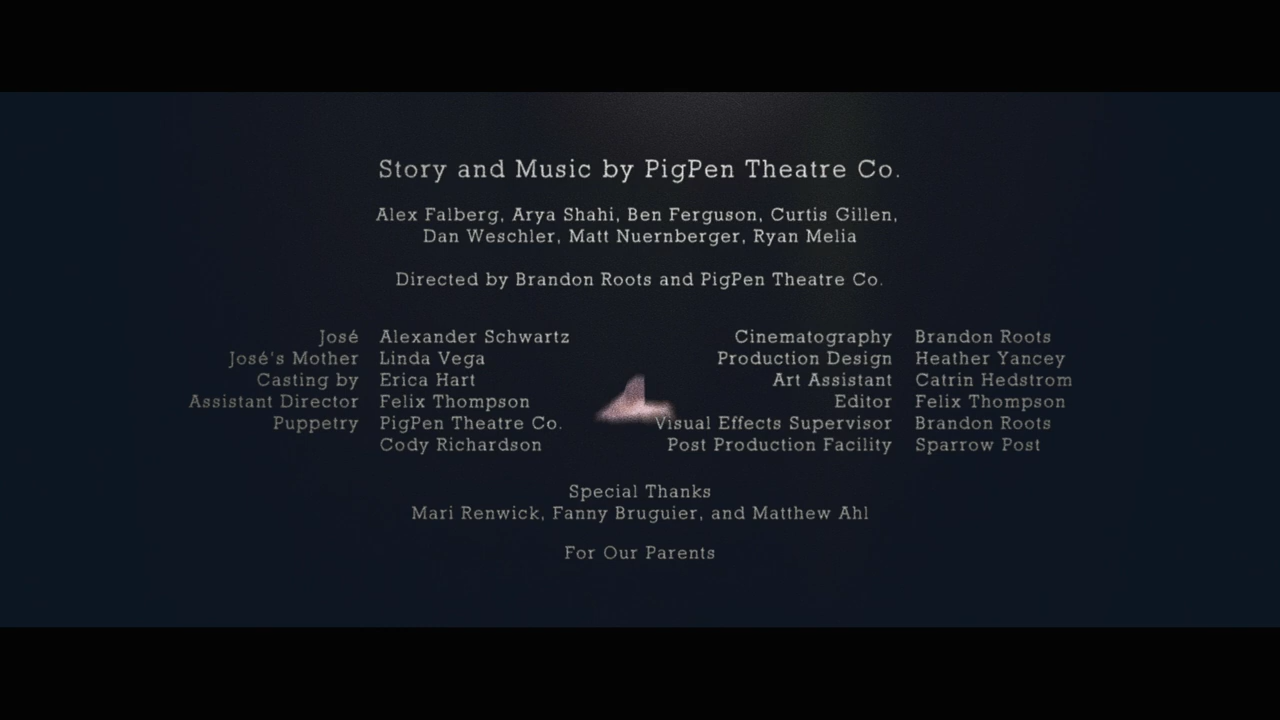 Story and Music by PigPen Theatre Co.
Alex Falberg, Arya Shahi, Ben Ferguson, Curtis Gillen,
Dan Weschler, Matt Nuernberger, Ryan Melia
Directed by Brandon Roots and PigPen Theatre Co.
José Alexander Schwartz
José's Mother Linda Vega
Casting by Erica Hart
Assistant Director Felix Thompson
Puppetry PigPen Theatre Co.
Cody Richardson
Cinematography Brandon Roots
Production Design Heather Yancey
Art Assistant Catrin Hedstrom
Editor Felix Thompson
Visual Effects Supervisor Brandon Roots
Post Production Facility Sparrow Post
Special Thanks
Mari Renwick, Fanny Bruguier, and Matthew Ahl
For Our Parents